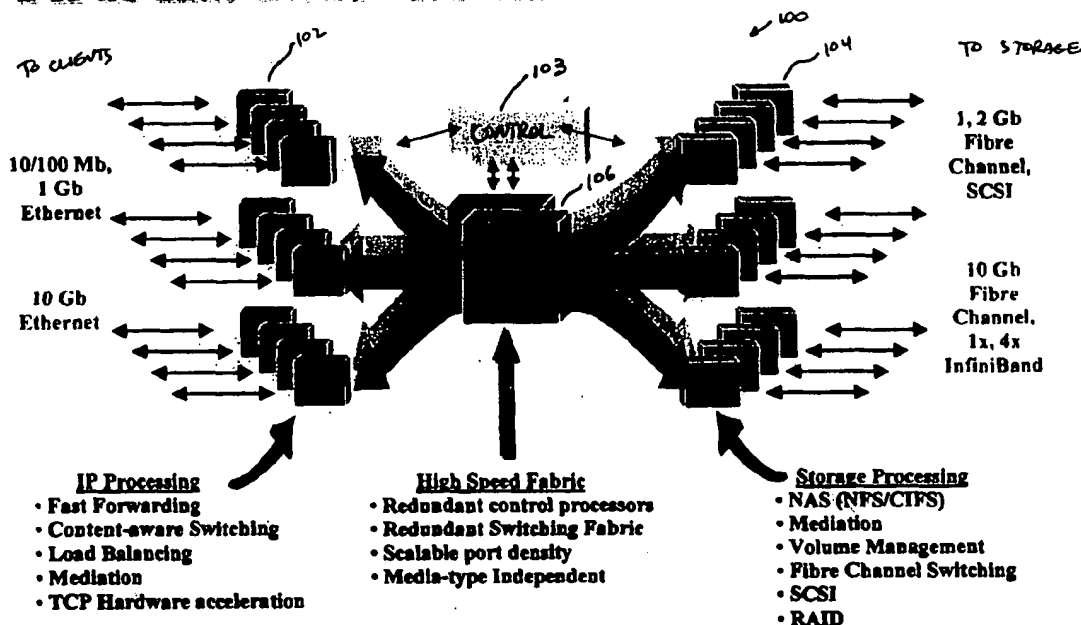 TO CLIENTS
102
103
100
104
TO STORAGE
CONTROL
106
10/100 Mb,
1 Gb
Ethernet
10 Gb
Ethernet
1, 2 Gb
Fibre
Channel,
SCSI
10 Gb
Fibre
Channel,
1x, 4x
InfiniBand
IP Processing
• Fast Forwarding
• Content-aware Switching
• Load Balancing
• Mediation
• TCP Hardware acceleration
High Speed Fabric
• Redundant control processors
• Redundant Switching Fabric
• Scalable port density
• Media-type Independent
Storage Processing
• NAS (NFS/CIFS)
• Mediation
• Volume Management
• Fibre Channel Switching
• SCSI
• RAID